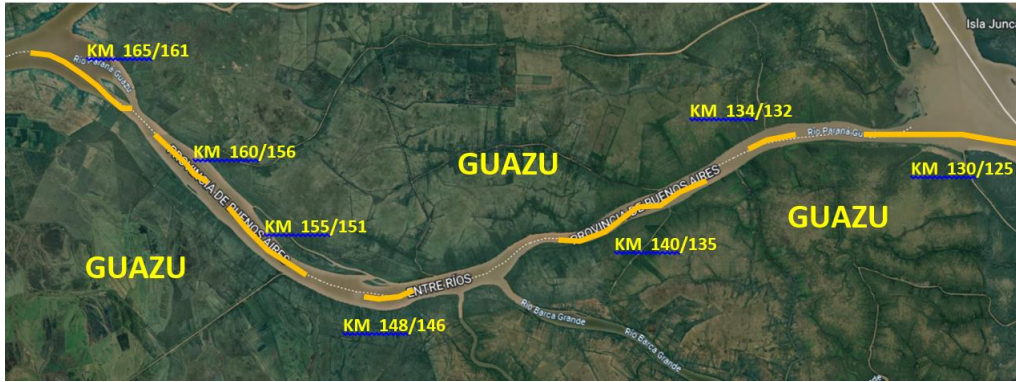 Isla Junca
KM 165/161
Río Paraná Guazú
KM 134/132
Río Paraná Gu
KM 160/156
GUAZU
KM 130/125
PROVINCIA DE BUENOS AIRES
PROVINCIA DE BUENOS AIRES
GUAZU
KM 155/151
KM 140/135
GUAZU
ENTRE RÍOS
KM 148/146
Río Barca Grande
Río Barca Grande